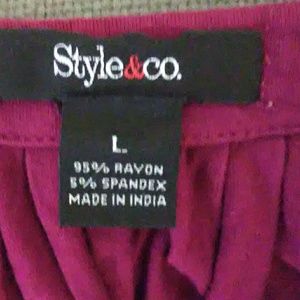 Style&co.
L
95% RAYON
5% SPANDEX
MADE IN INDIA